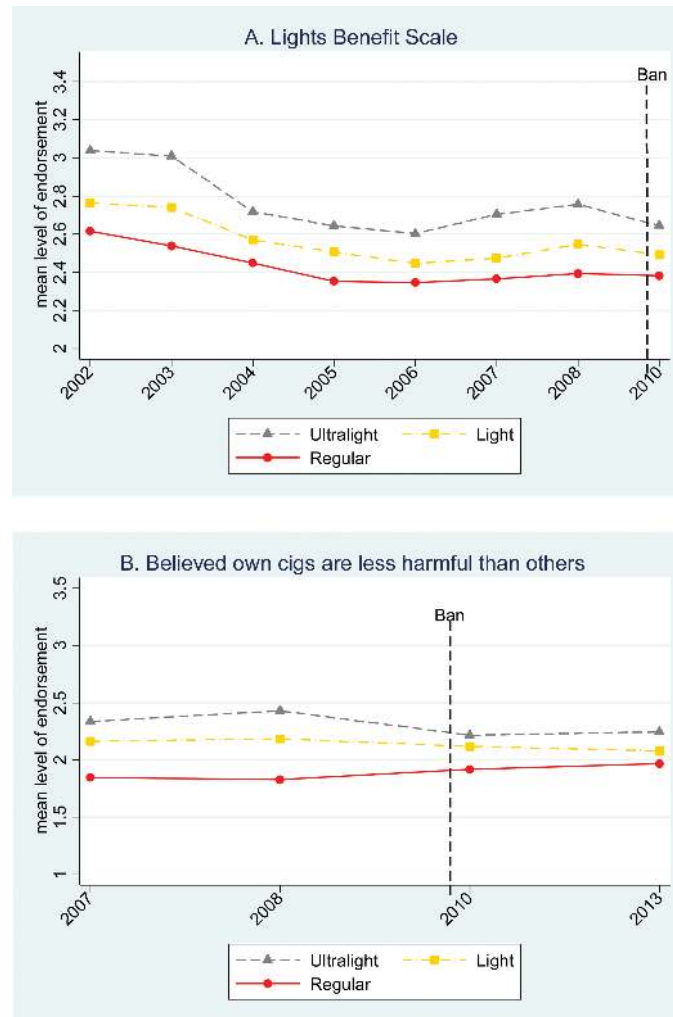 A. Lights Benefit Scale
Ban
mean level of endorsement
3.4
3.2
3
2.8
2.6
2.4
2.2
2
2002 2003 2004 2005 2006 2007 2008 2010
Ultralight Light
Regular
B. Believed own cigs are less harmful than others
Ban
mean level of endorsement
3.5
3
2.5
2
1.5
1
2007 2008 2010 2013
Ultralight Light
Regular